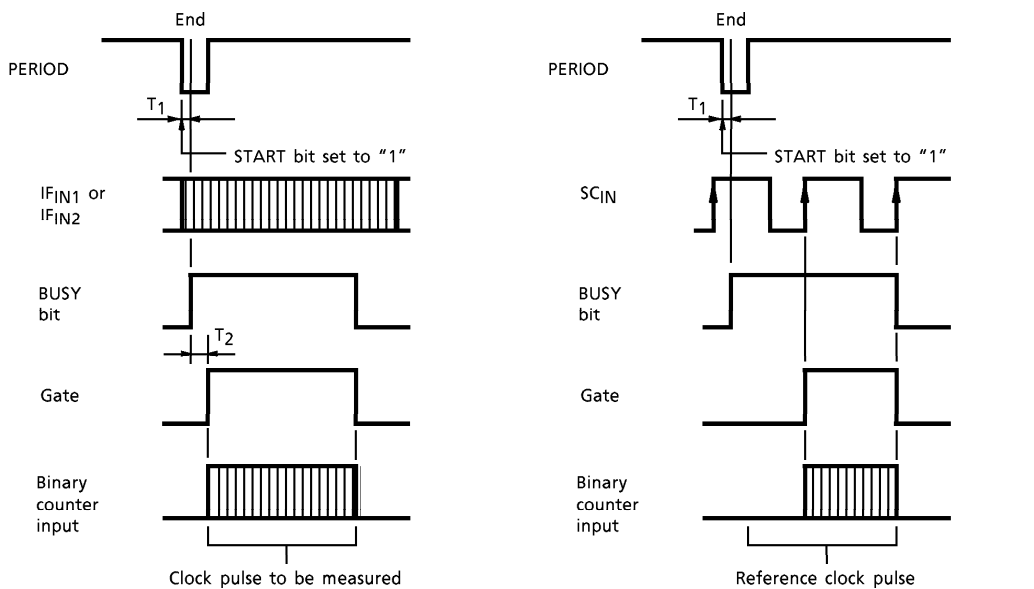 End
PERIOD
T1
START bit set to “1”
IFIN1 or
IFIN2
BUSY
bit
T2
Gate
Binary
counter
input
Clock pulse to be measured
End
PERIOD
T1
START bit set to “1”
SCIN
BUSY
bit
Gate
Binary
counter
input
Reference clock pulse